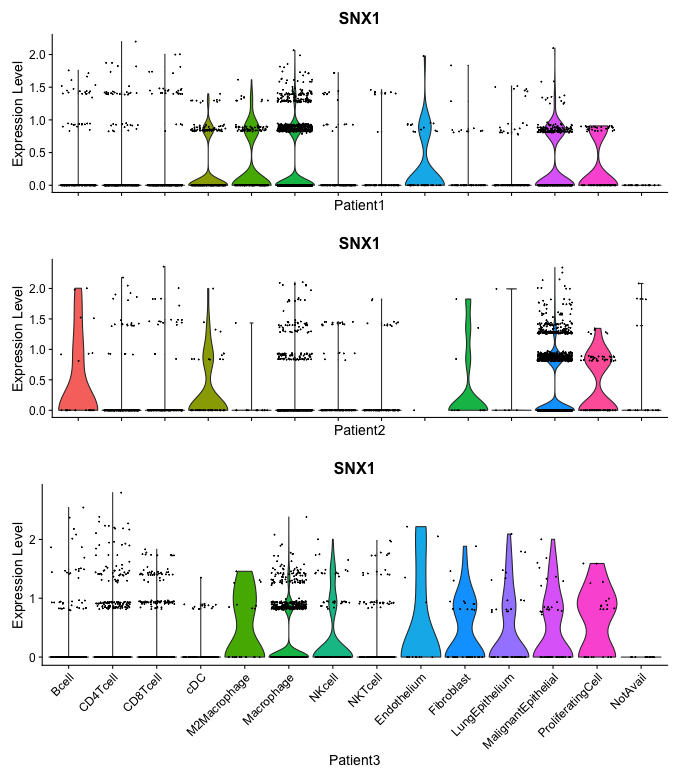 SNX1
Expression Level
2.0
1.5
1.0
0.5
0.0
Patient1
SNX1
Expression Level
2.0
1.5
1.0
0.5
0.0
Patient2
SNX1
Expression Level
2
1
0
Bcell
CD4Tcell
CD8Tcell
cDC
M2Macrophage
Macrophage
NKcell
NKTcell
Endothelium
Fibroblast
LungEpithelium
MalignantEpithelial
ProliferatingCell
NotAvail
Patient3